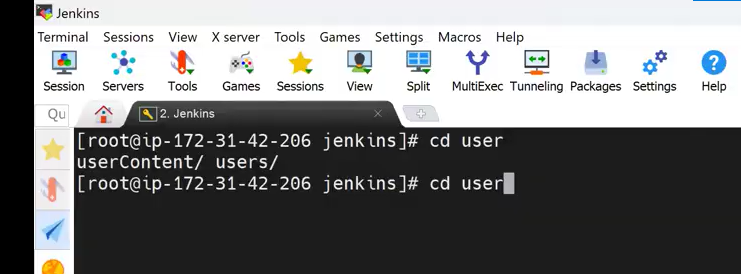 Jenkins
Terminal Sessions View X server Tools Games Settings Macros Help
Session Servers Tools Games Sessions View Split MultiExec Tunneling Packages Settings Help
Qu 2. Jenkins
[root@ip-172-31-42-206 jenkins]# cd user
userContent/ users/
[root@ip-172-31-42-206 jenkins]# cd user